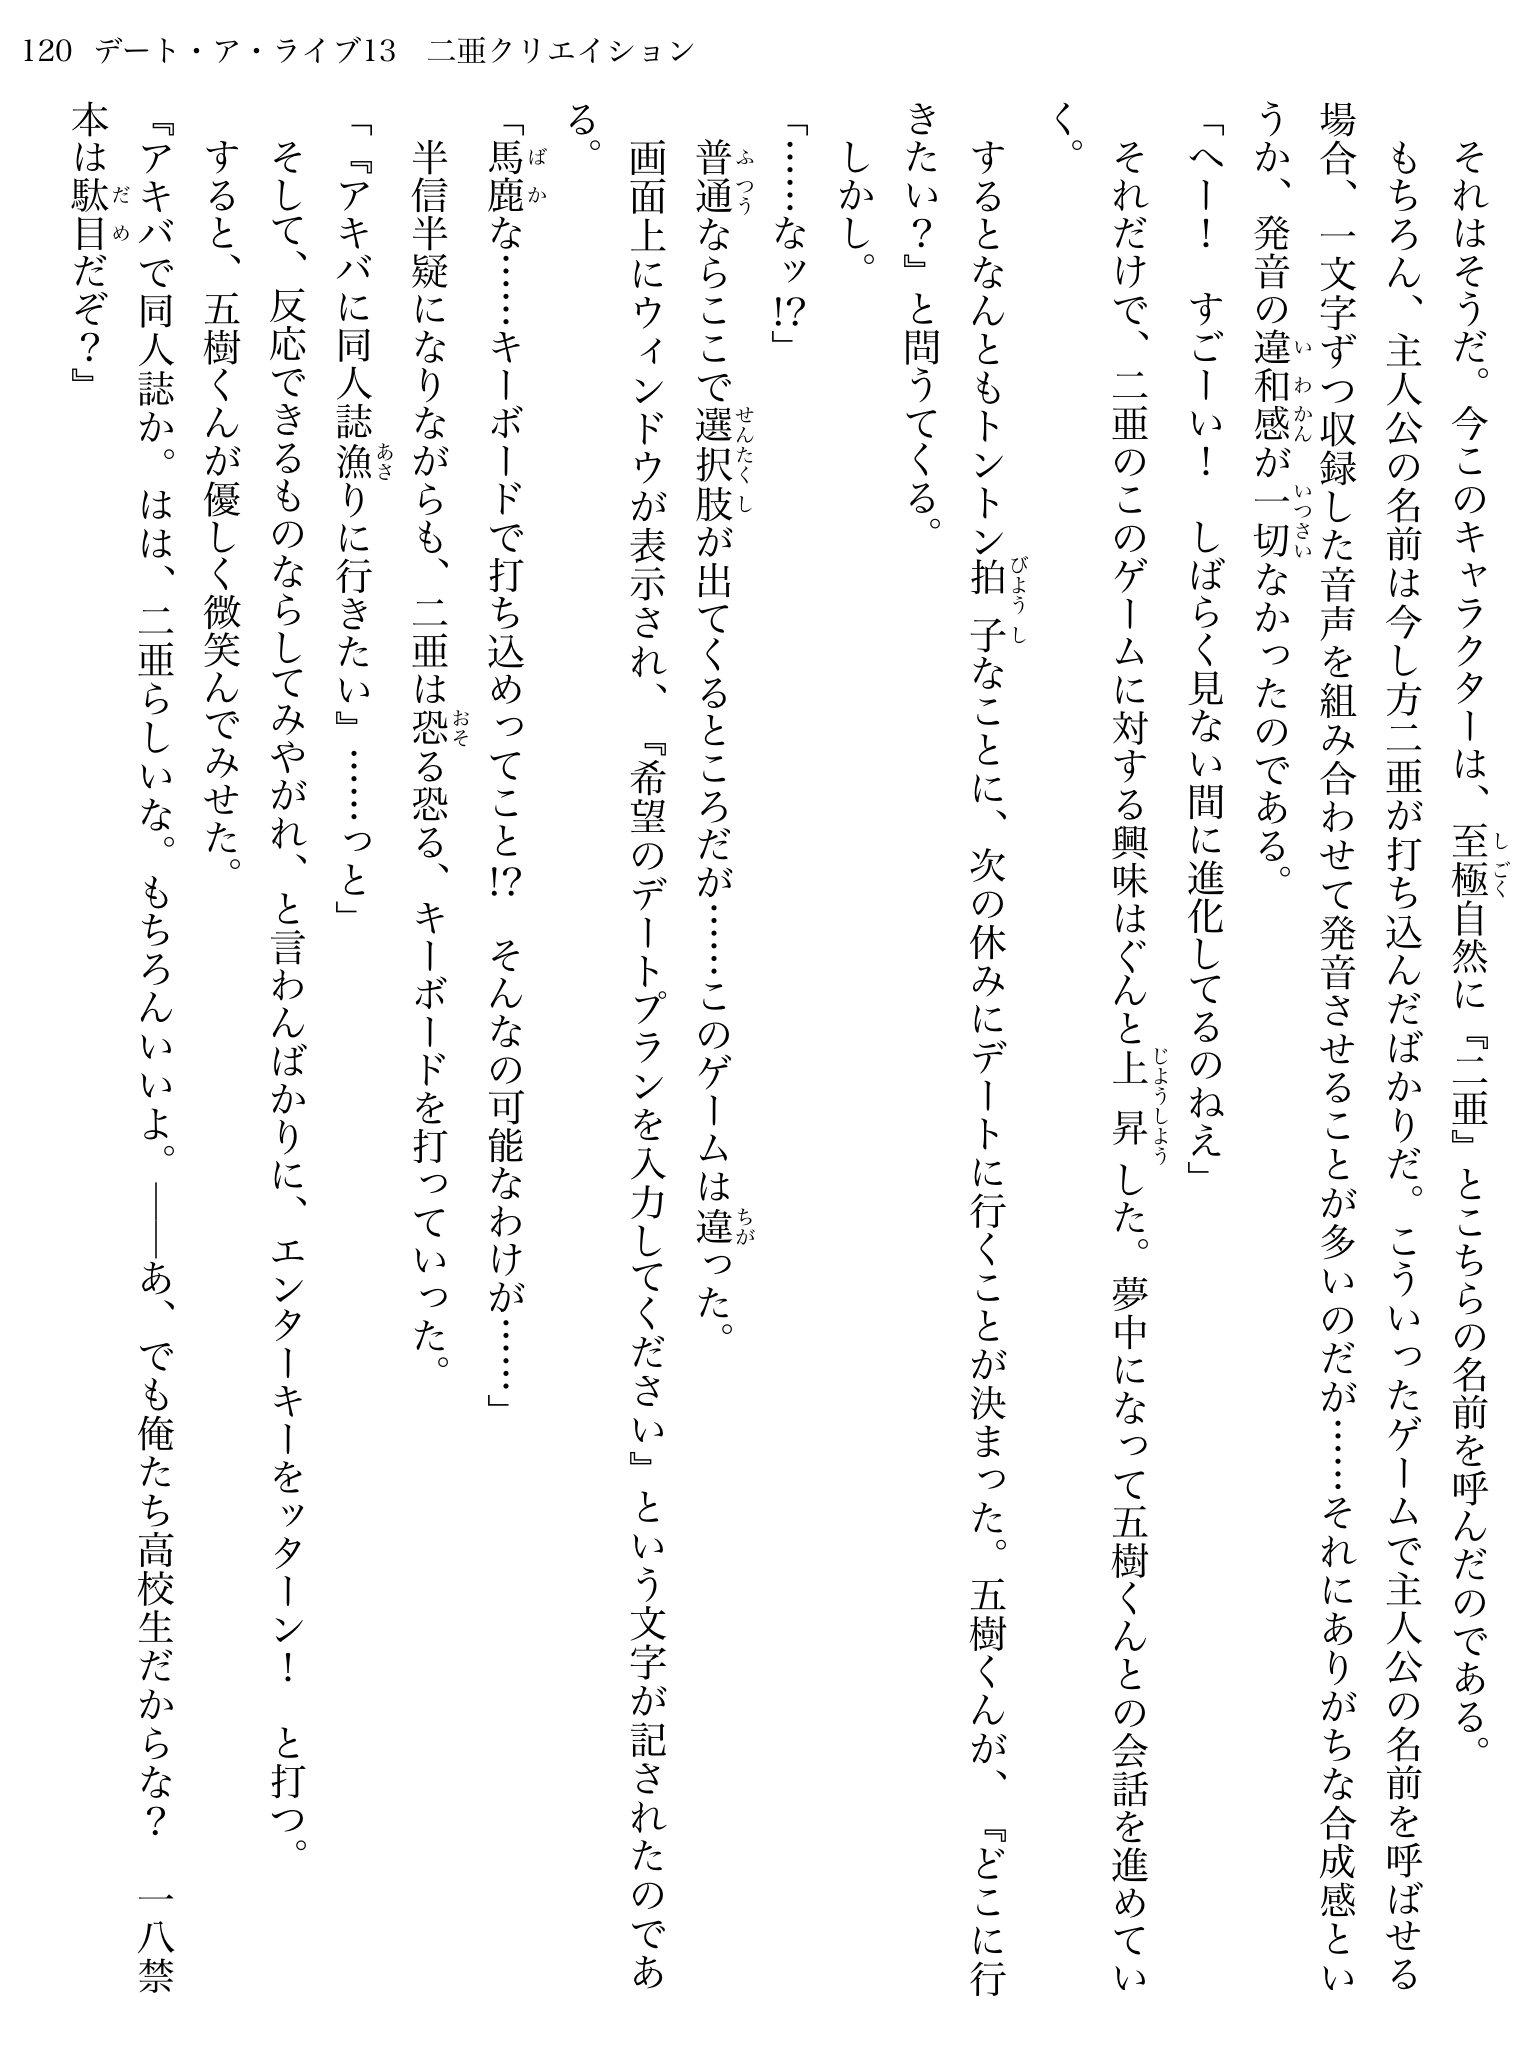 120 デート・ア・ライブ13　二亜クリエイション
　それはそうだ。今このキャラクターは、至極自然に『二亜』とこちらの名前を呼んだのである。
　もちろん、主人公の名前は今し方二亜が打ち込んだばかりだ。こういったゲームで主人公の名前を呼ばせる
場合、一文字ずつ収録した音声を組み合わせて発音させることが多いのだが……それにありがちな合成感とい
うか、発音の違和感が一切なかったのである。
「へー！　すごーい！　しばらく見ない間に進化してるのねえ」
　それだけで、二亜のこのゲームに対する興味はぐんと上昇した。夢中になって五樹くんとの会話を進めてい
く。
　するとなんともトントン拍子なことに、次の休みにデートに行くことが決まった。五樹くんが、『どこに行
きたい？』と問うてくる。
　しかし。
「……なッ!?」
　普通ならここで選択肢が出てくるところだが……このゲームは違った。
　画面上にウィンドウが表示され、『希望のデートプランを入力してください』という文字が記されたのであ
る。
「馬鹿な……キーボードで打ち込めってこと!?　そんなの可能なわけが……」
　半信半疑になりながらも、二亜は恐る恐る、キーボードを打っていった。
「『アキバに同人誌漁りに行きたい』……っと」
　そして、反応できるものならしてみやがれ、と言わんばかりに、エンターキーをッターン！　と打つ。
　すると、五樹くんが優しく微笑んでみせた。
『アキバで同人誌か。はは、二亜らしいな。もちろんいいよ。――あ、でも俺たち高校生だからな？　一八禁
本は駄目だぞ？』